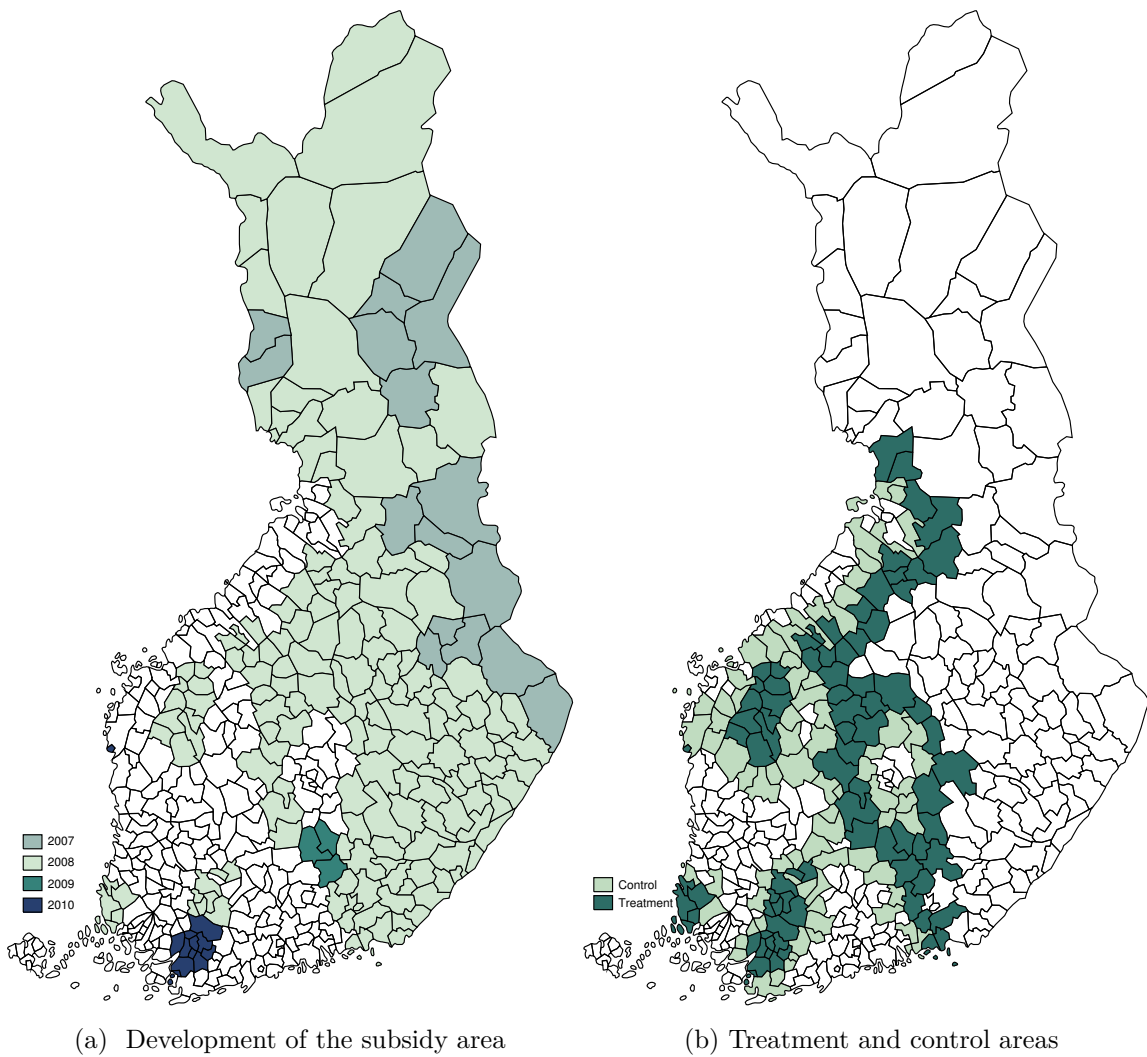 2007
2008
2009
2010
Control
Treatment
(a) Development of the subsidy area
(b) Treatment and control areas